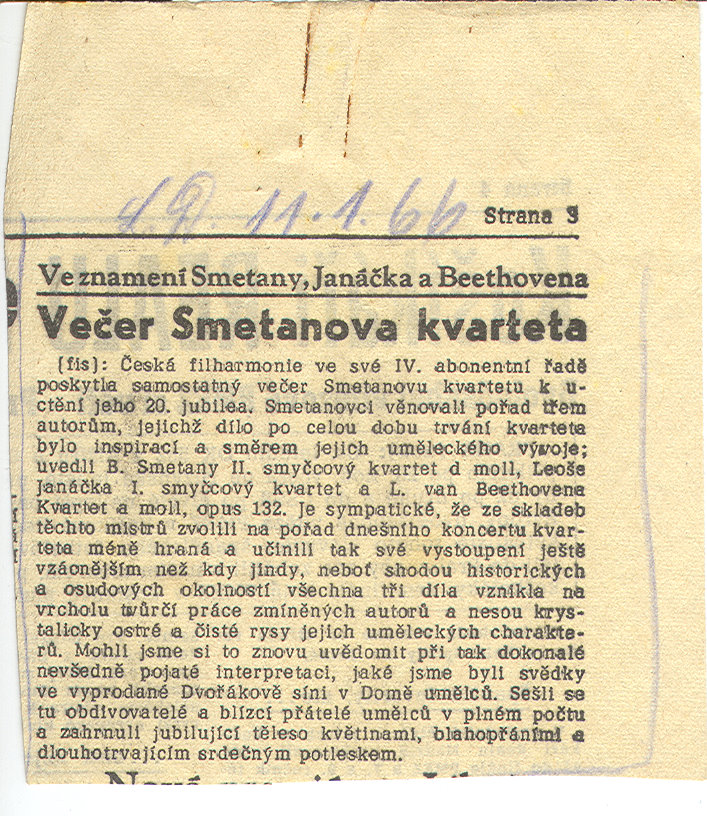 L.D. 11.1.66
Strana 3
Ve znamení Smetany, Janáčka a Beethovena
Večer Smetanova kvarteta
(fis): Česká filharmonie ve své IV. abonentní řadě
poskytla samostatný večer Smetanovu kvartetu k u-
ctění jeho 20. jubilea. Smetanovci věnovali pořad třem
autorům, jejichž dílo po celou dobu trvání kvarteta
bylo inspirací a směrem jejich uměleckého vývoje;
uvedli B. Smetany II. smyčcový kvartet d moll, Leoše
Janáčka I. smyčcový kvartet a L. van Beethovena
Kvartet a moll, opus 132. Je sympatické, že ze skladeb
těchto mistrů zvolili na pořad dnešního koncertu kvar-
teta méně hraná a učinili tak své vystoupení ještě
vzácnějším než kdy jindy, neboť shodou historických
a osudových okolností všechna tři díla vznikla na
vrcholu tvůrčí práce zmíněných autorů a nesou krys-
talicky ostré a čisté rysy jejich uměleckých charakte-
rů. Mohli jsme si to znovu uvědomit při tak dokonalé
nevšedně pojaté interpretaci, jaké jsme byli svědky
ve vyprodané Dvořákově síni v Domě umělců. Sešli se
tu obdivovatelé a blízcí přátelé umělců v plném počtu
a zahrnuli jubilující těleso květinami, blahopřáními a
dlouhotrvajícím srdečným potleskem.